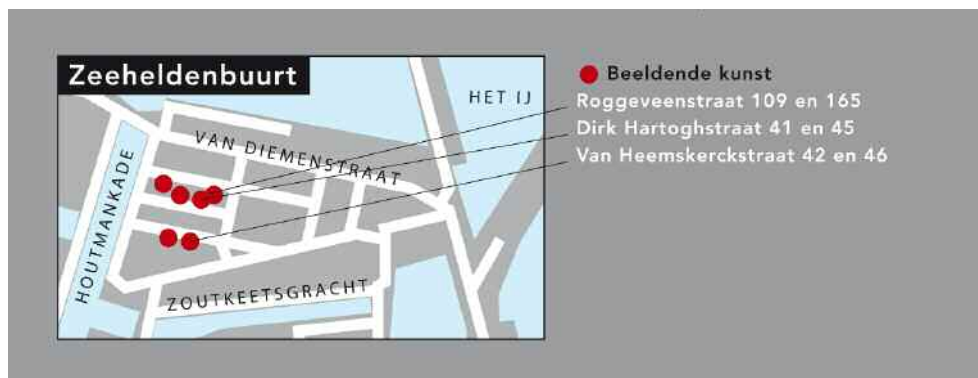 Zeeheldenbuurt
HET IJ
VAN DIEMENSTRAAT
HOUTMANKADE
ZOUTKEETSGRACHT
Beeldende kunst
Roggeveenstraat 109 en 165
Dirk Hartoghstraat 41 en 45
Van Heemskerckstraat 42 en 46